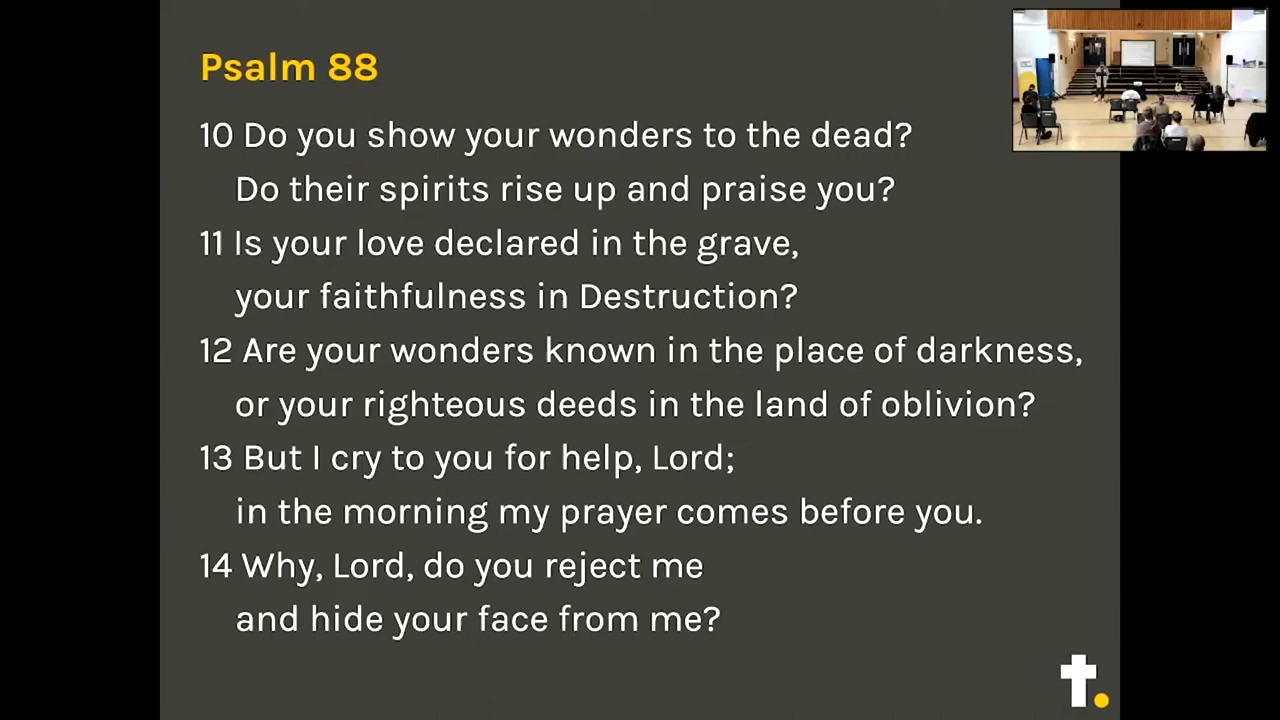 Psalm 88
10 Do you show your wonders to the dead?
Do their spirits rise up and praise you?
11 Is your love declared in the grave,
your faithfulness in Destruction?
12 Are your wonders known in the place of darkness,
or your righteous deeds in the land of oblivion?
13 But I cry to you for help, Lord;
in the morning my prayer comes before you.
14 Why, Lord, do you reject me
and hide your face from me?